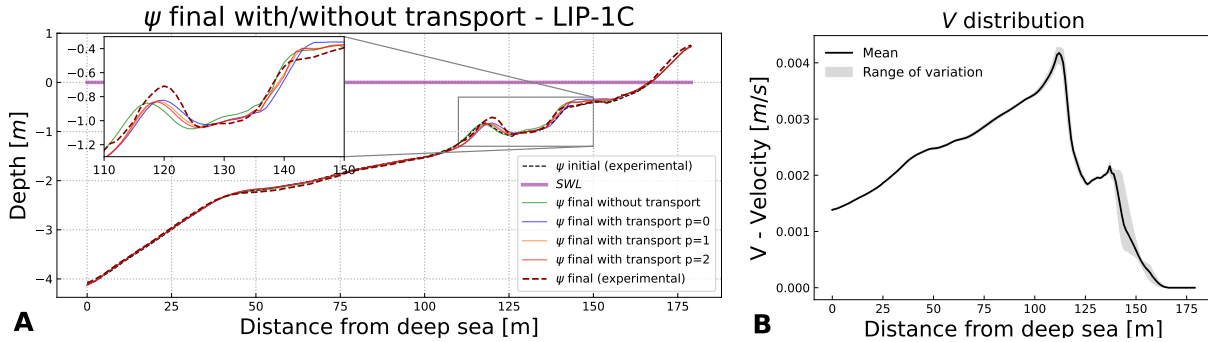 ψ final with/without transport - LIP-1C
1
0
−1
−2
−3
−4
Depth [m]
−0.4
−0.6
−0.8
−1.0
−1.2
110
120
130
140
150
ψ initial (experimental)
SWL
ψ final without transport
ψ final with transport p=0
ψ final with transport p=1
ψ final with transport p=2
ψ final (experimental)
0
25
50
75
100
125
150
175
Distance from deep sea [m]
A
V distribution
Mean
Range of variation
0.004
0.003
0.002
0.001
0.000
V - Velocity [m/s]
0
25
50
75
100
125
150
175
Distance from deep sea [m]
B